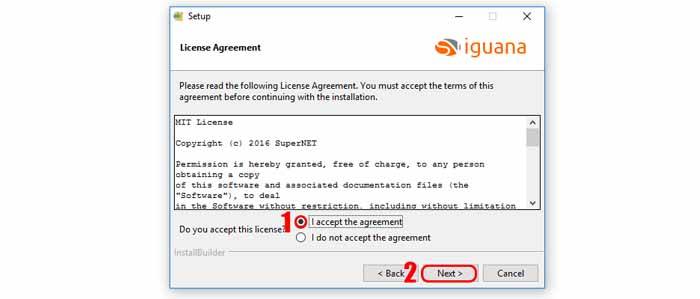 Setup
License Agreement
iguana
Please read the following License Agreement. You must accept the terms of this
agreement before continuing with the installation.
MIT License
Copyright (c) 2016 SuperNET
Permission is hereby granted, free of charge, to any person
obtaining a copy
of this software and associated documentation files (the
"Software"), to deal
in the Software without restriction, including without limitation
1 I accept the agreement
Do you accept this license?
I do not accept the agreement
InstallBuilder
< Back 2 Next > Cancel